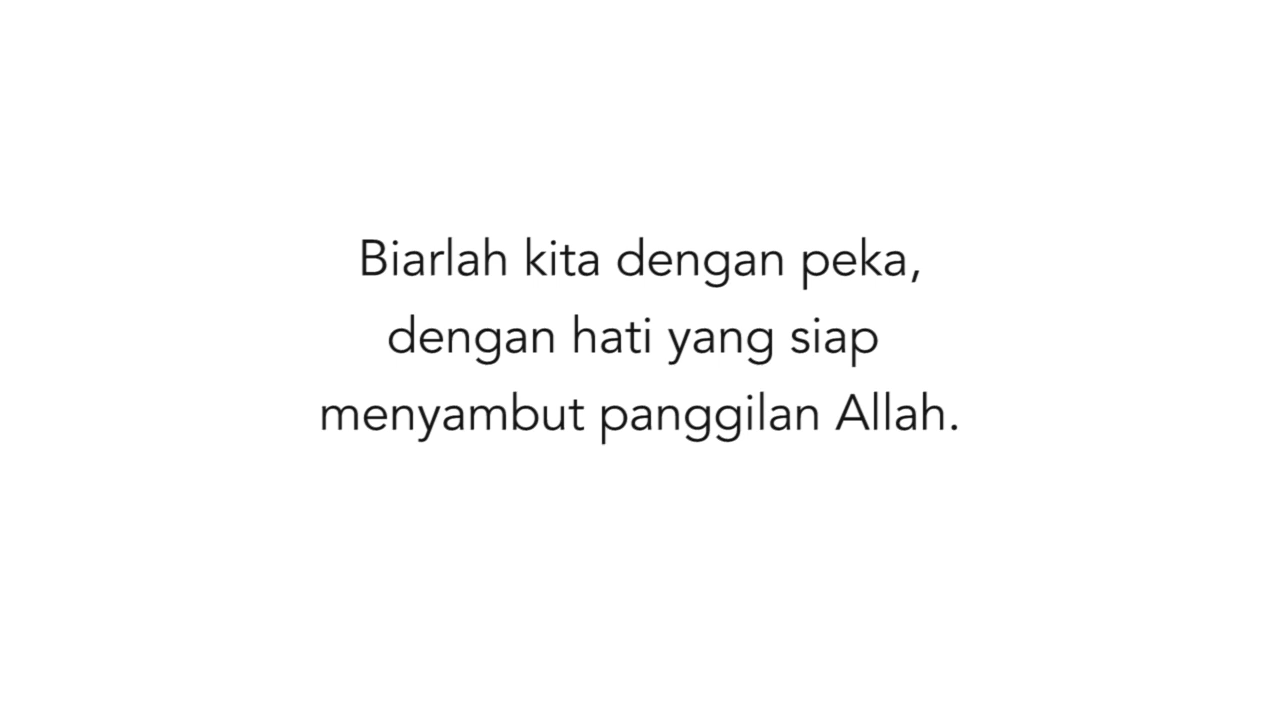 Biarlah kita dengan peka,
dengan hati yang siap
menyambut panggilan Allah.